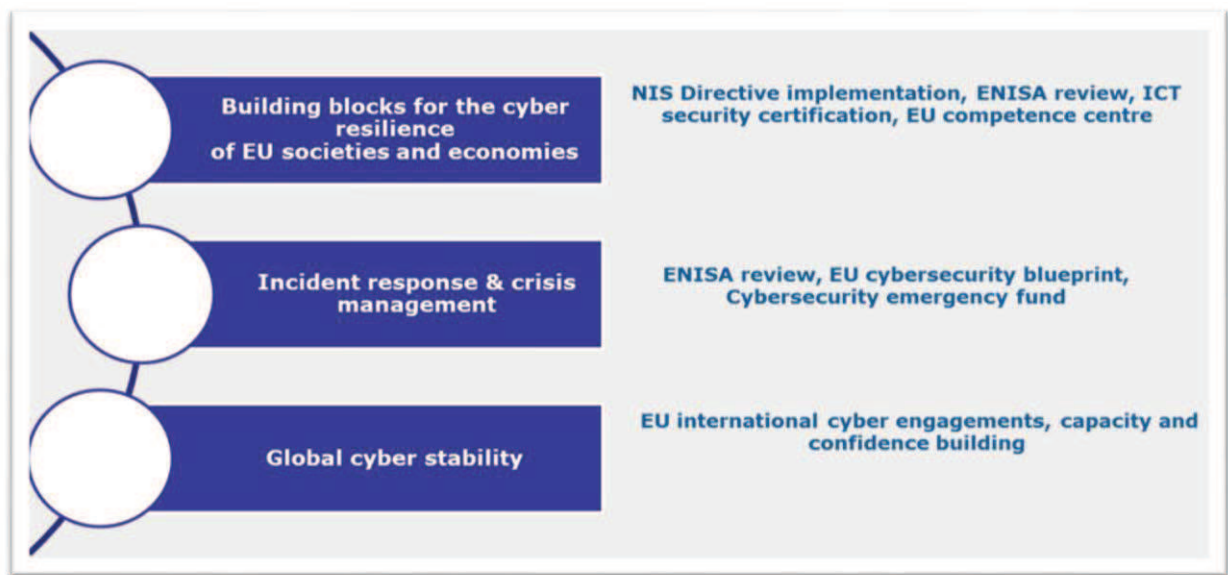 Building blocks for the cyber
resilience
of EU societies and economies
NIS Directive implementation, ENISA review, ICT
security certification, EU competence centre
Incident response & crisis
management
ENISA review, EU cybersecurity blueprint,
Cybersecurity emergency fund
Global cyber stability
EU international cyber engagements, capacity and
confidence building